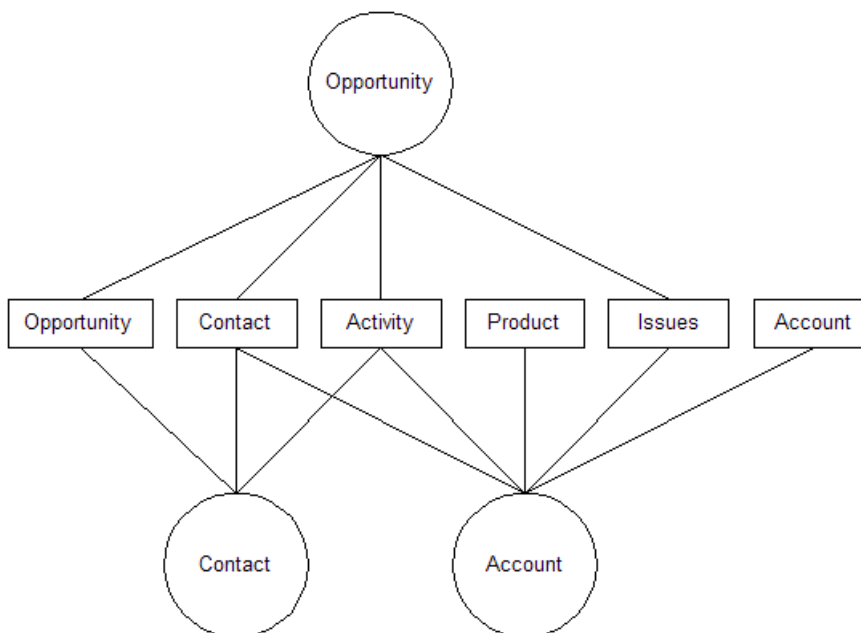 Opportunity
Opportunity
Contact
Activity
Product
Issues
Account
Contact
Account